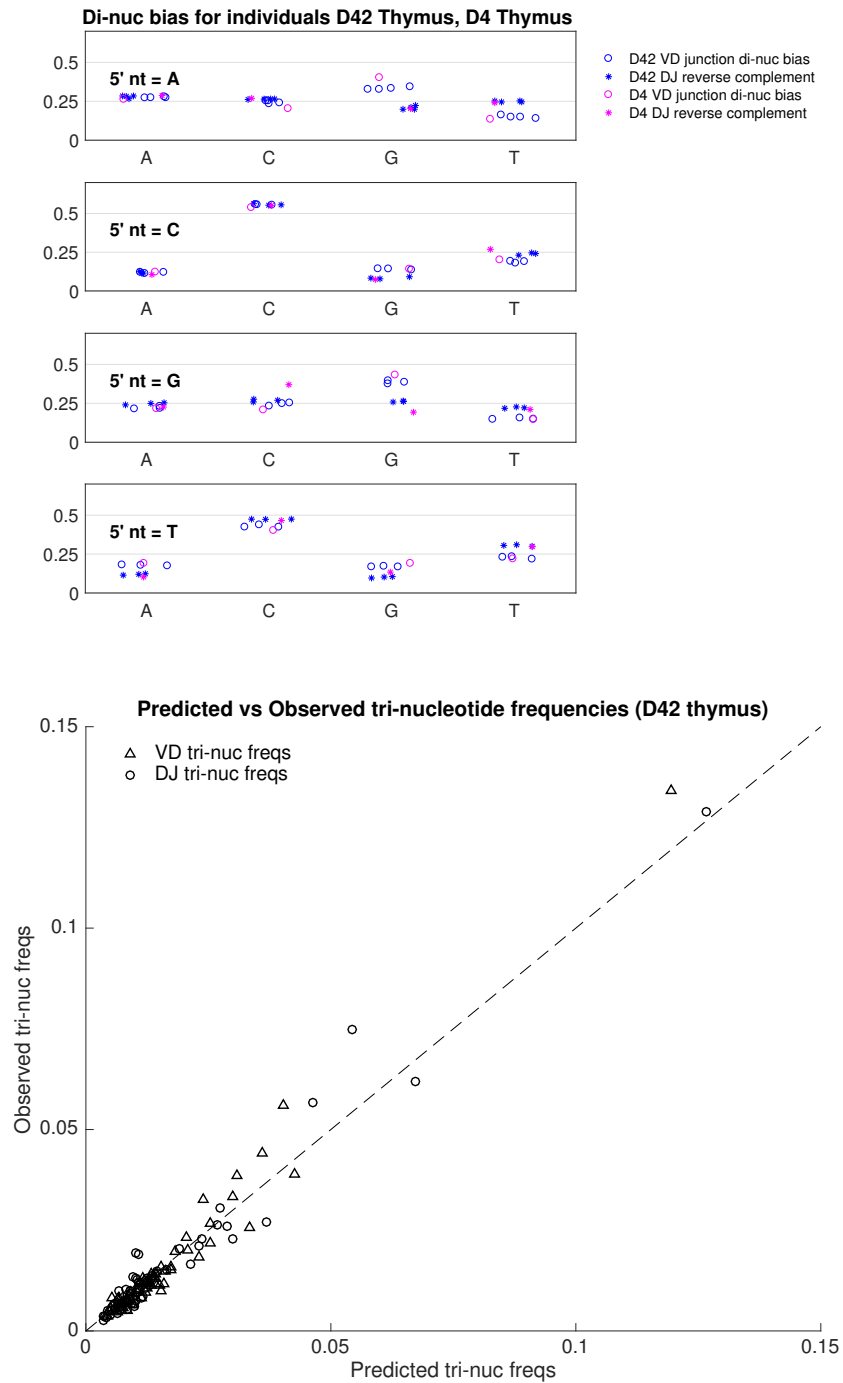 Di-nuc bias for individuals D42 Thymus, D4 Thymus
0.5
0.25
0
5' nt = A
A C G T
D42 VD junction di-nuc bias
D42 DJ reverse complement
D4 VD junction di-nuc bias
D4 DJ reverse complement
0.5
0.25
0
5' nt = C
A C G T
0.5
0.25
0
5' nt = G
A C G T
0.5
0.25
0
5' nt = T
A C G T
Predicted vs Observed tri-nucleotide frequencies (D42 thymus)
VD tri-nuc freqs
DJ tri-nuc freqs
0.15
0.1
0.05
0
Observed tri-nuc freqs
0 0.05 0.1 0.15
Predicted tri-nuc freqs